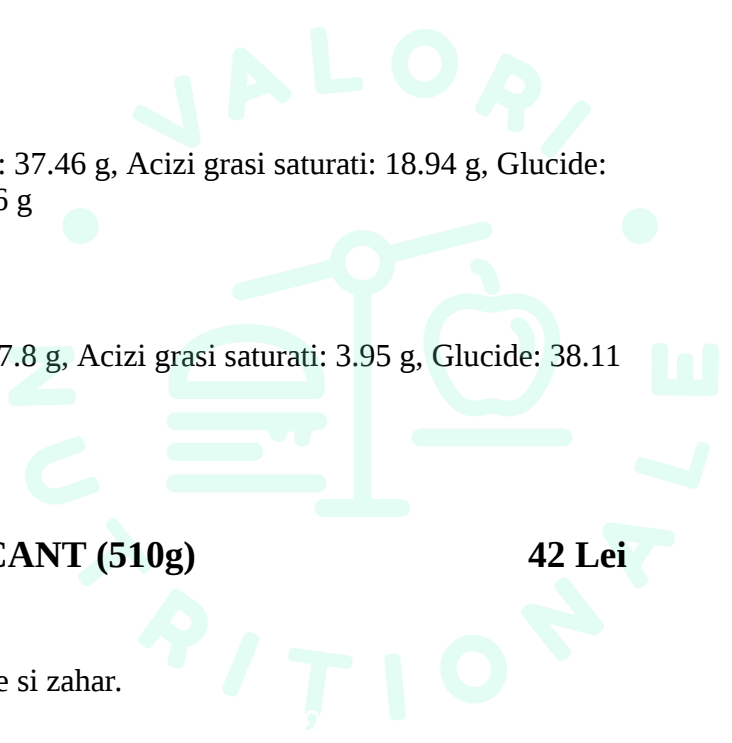 VALORI
: 37.46 g, Acizi grasi saturati: 18.94 g, Glucide:
6 g
7.8 g, Acizi grasi saturati: 3.95 g, Glucide: 38.11
CANT (510g) 42 Lei
e si zahar.
NUTRITIONALE